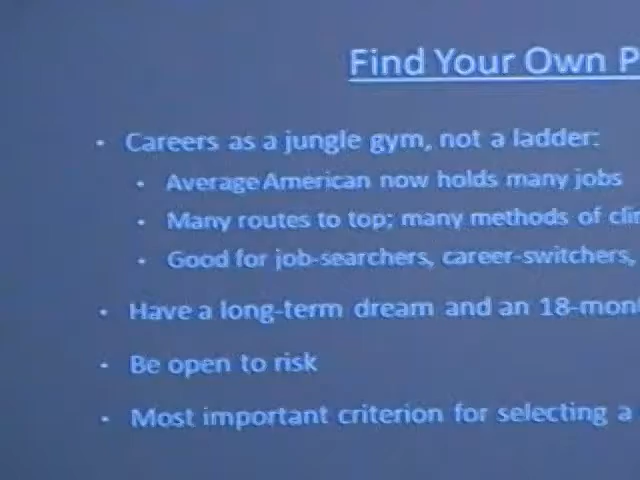 Find Your Own P
• Careers as a jungle gym, not a ladder:
• Average American now holds many jobs
• Many routes to top; many methods of clim
• Good for job-searchers, career-switchers,
• Have a long-term dream and an 18-mon
• Be open to risk
• Most important criterion for selecting a